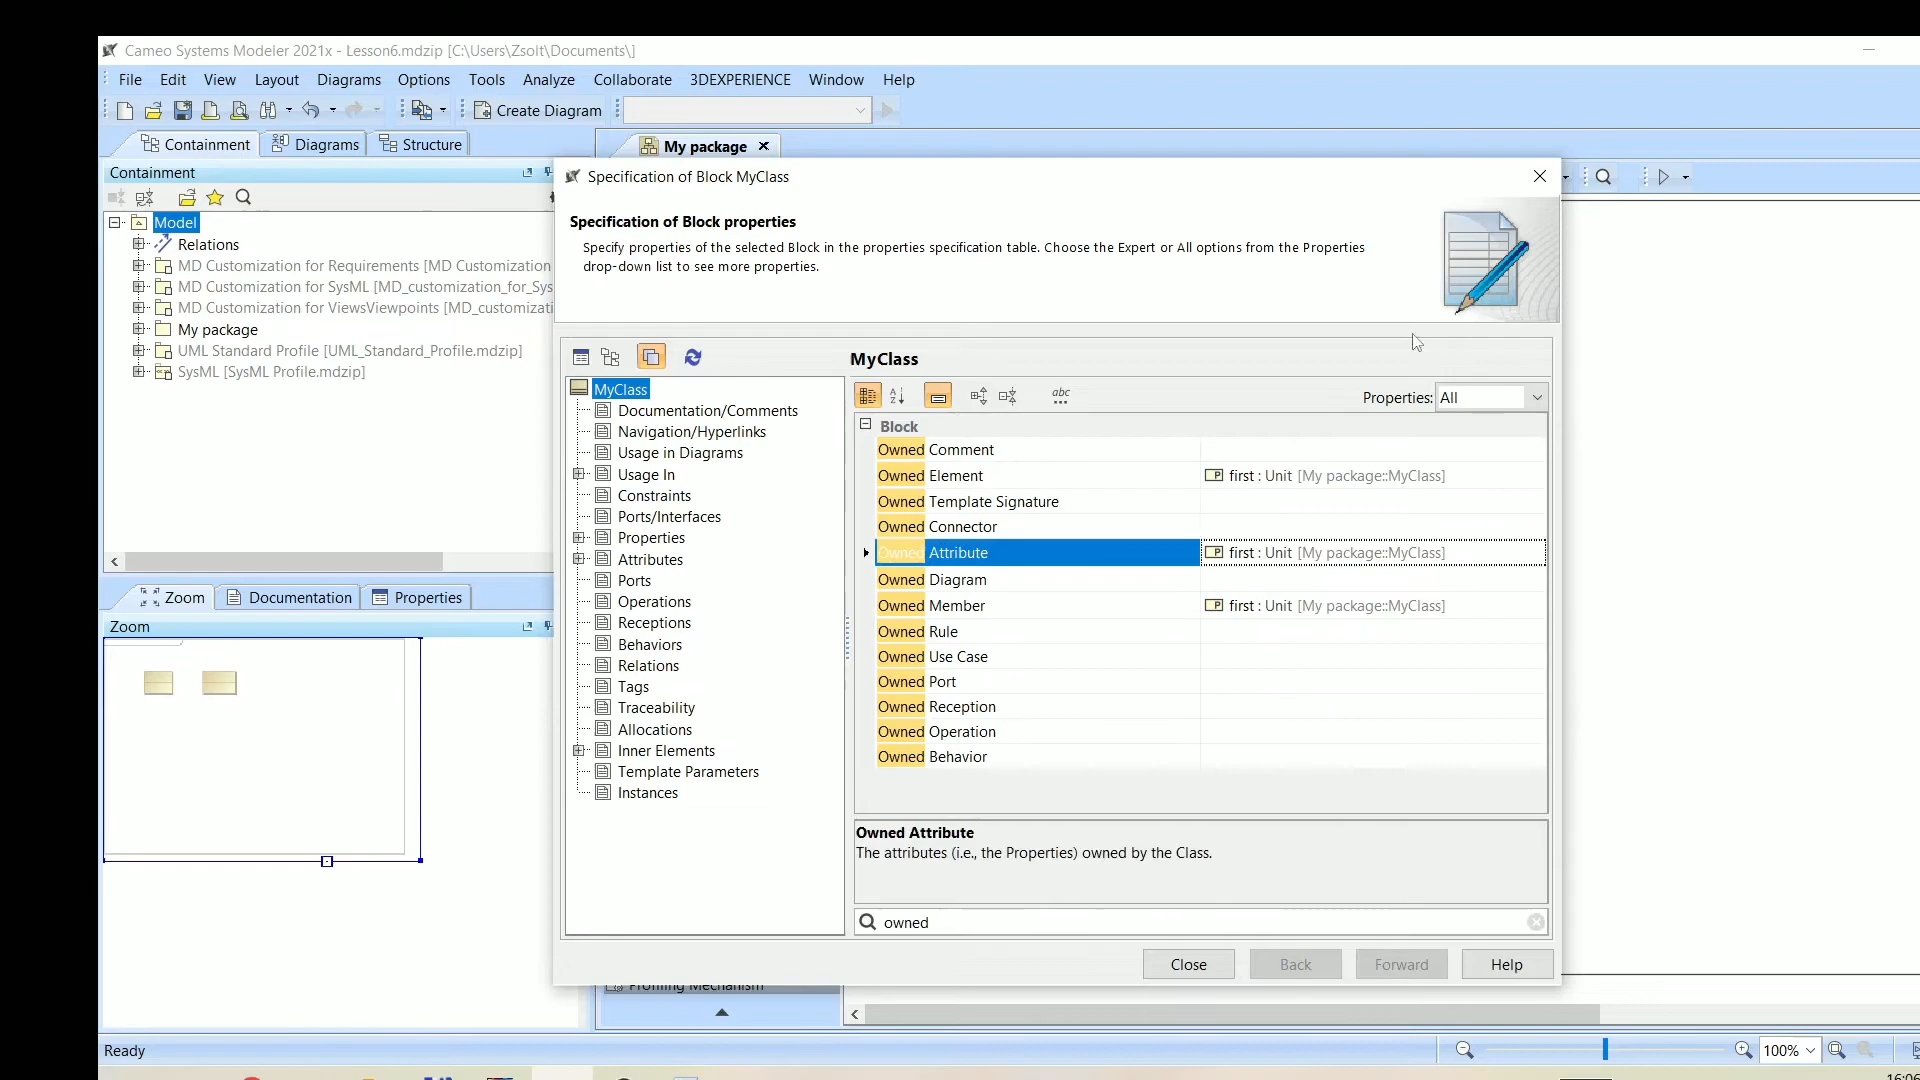 Cameo Systems Modeler 2021x - Lesson6.mdzip [C:\Users\Zsolt\Documents\]
File Edit View Layout Diagrams Options Tools Analyze Collaborate 3DEXPERIENCE Window Help
Create Diagram
Containment Diagrams Structure
My package
Containment
Model
Relations
MD Customization for Requirements [MD Customization
MD Customization for SysML [MD_customization_for_Sys
MD Customization for ViewsViewpoints [MD_customizati
My package
UML Standard Profile [UML_Standard_Profile.mdzip]
SysML [SysML Profile.mdzip]
Zoom Documentation Properties
Zoom
Specification of Block MyClass
Specification of Block properties
Specify properties of the selected Block in the properties specification table. Choose the Expert or All options from the Properties
drop-down list to see more properties.
MyClass
Documentation/Comments
Navigation/Hyperlinks
Usage in Diagrams
Usage In
Constraints
Ports/Interfaces
Properties
Attributes
Ports
Operations
Receptions
Behaviors
Relations
Tags
Traceability
Allocations
Inner Elements
Template Parameters
Instances
MyClass
abc
Properties: All
Block
Owned Comment
Owned Element first : Unit [My package::MyClass]
Owned Template Signature
Owned Connector
Owned Attribute first : Unit [My package::MyClass]
Owned Diagram
Owned Member first : Unit [My package::MyClass]
Owned Rule
Owned Use Case
Owned Port
Owned Reception
Owned Operation
Owned Behavior
Owned Attribute
The attributes (i.e., the Properties) owned by the Class.
owned
Close Back Forward Help
Profiling Mechanism
Ready
100%
16:06